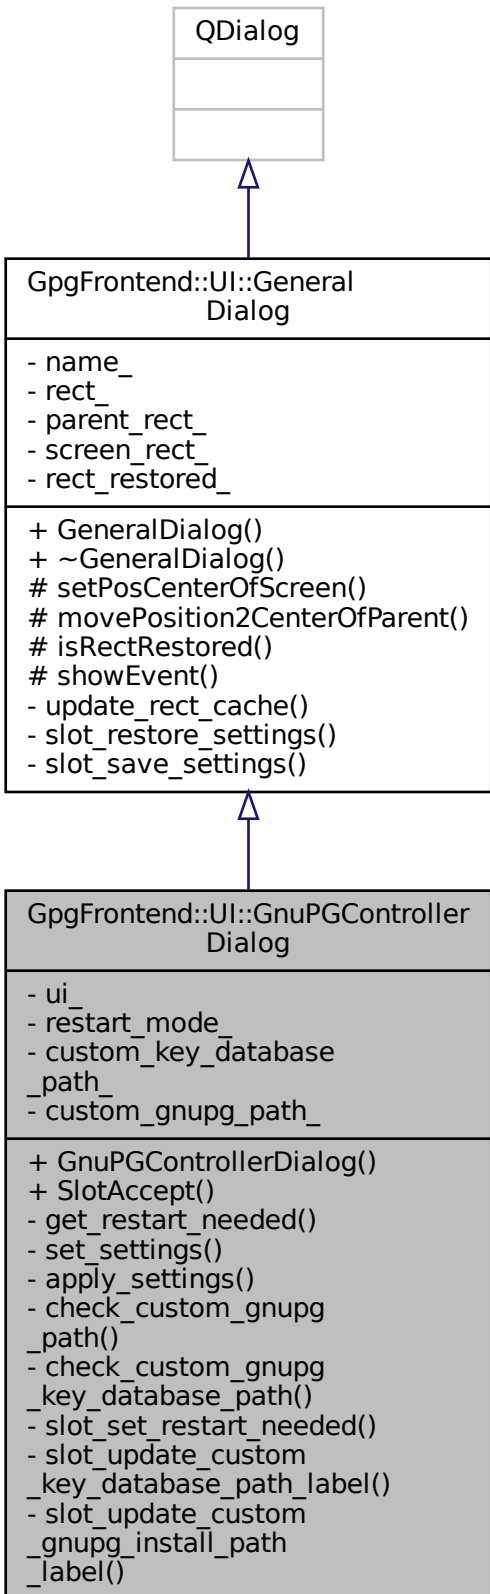 QDialog
GpgFrontend::UI::General
Dialog
- name_
- rect_
- parent_rect_
- screen_rect_
- rect_restored_
+ GeneralDialog()
+ ~GeneralDialog()
# setPosCenterOfScreen()
# movePosition2CenterOfParent()
# isRectRestored()
# showEvent()
- update_rect_cache()
- slot_restore_settings()
- slot_save_settings()
GpgFrontend::UI::GnuPGController
Dialog
- ui_
- restart_mode_
- custom_key_database
_path_
- custom_gnupg_path_
+ GnuPGControllerDialog()
+ SlotAccept()
- get_restart_needed()
- set_settings()
- apply_settings()
- check_custom_gnupg
_path()
- check_custom_gnupg
_key_database_path()
- slot_set_restart_needed()
- slot_update_custom
_key_database_path_label()
- slot_update_custom
_gnupg_install_path
_label()